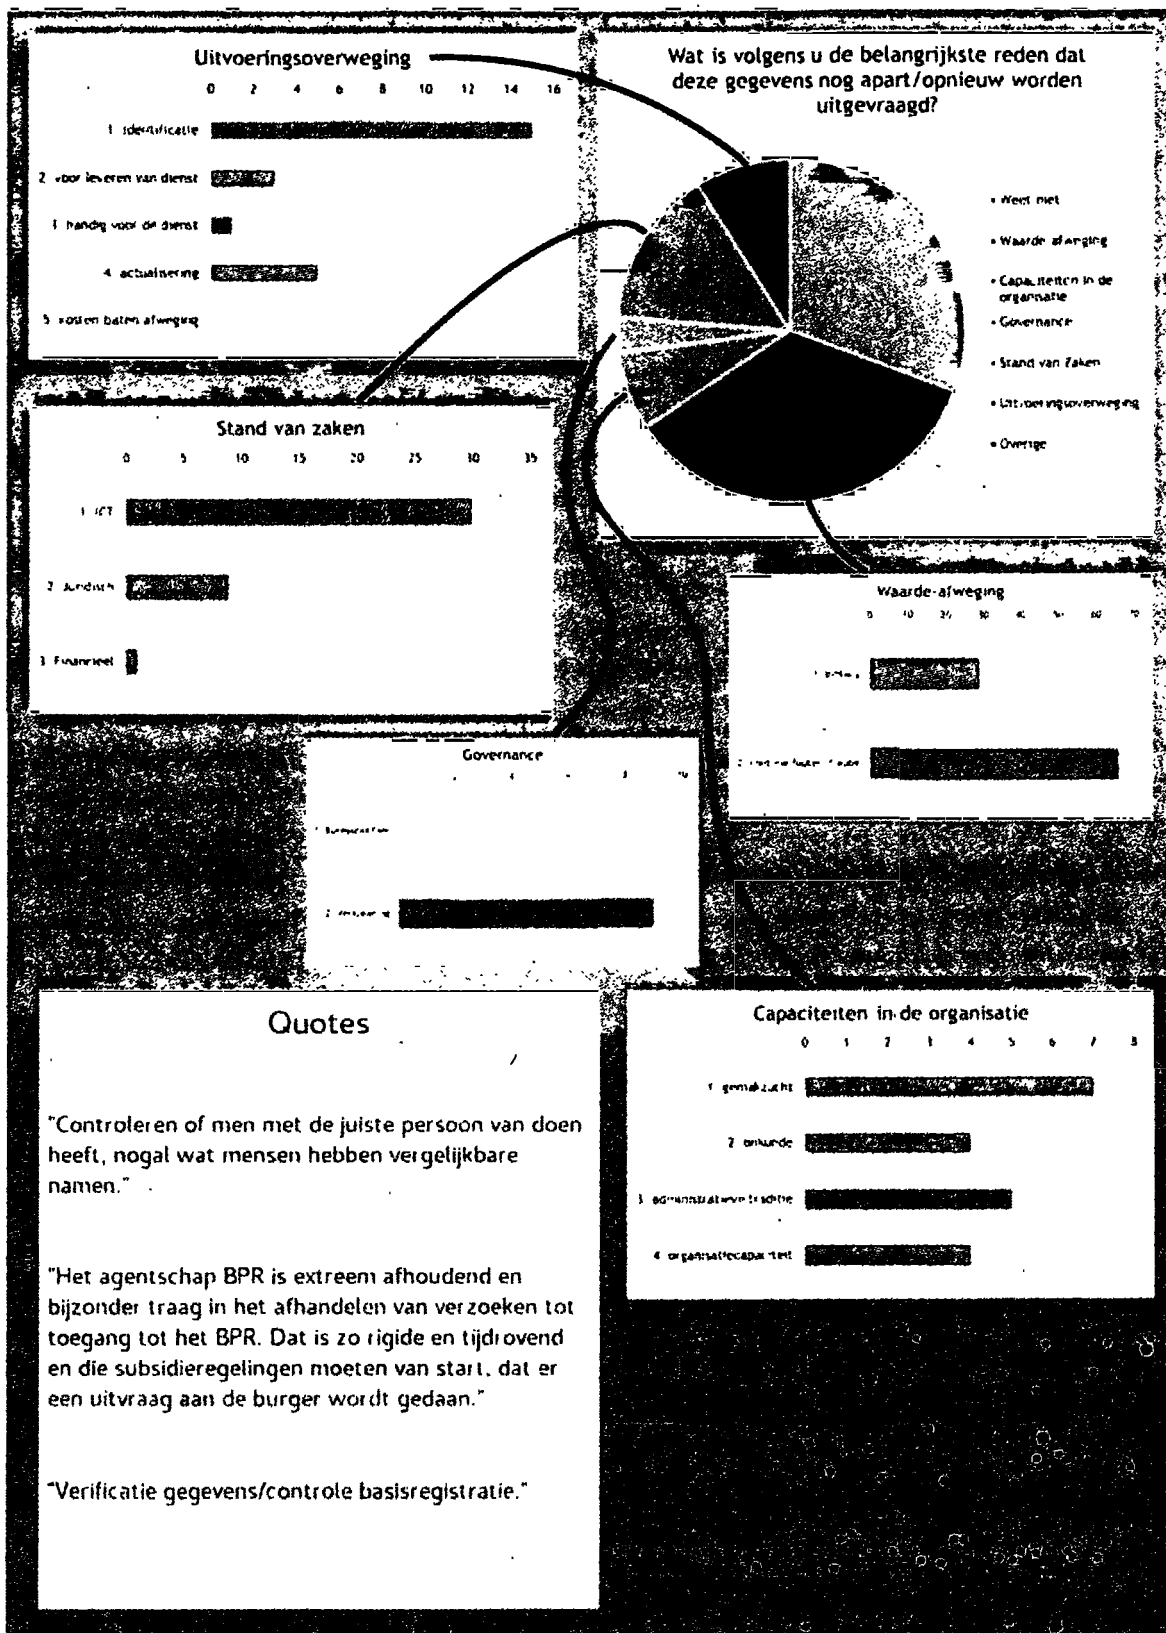 Uitvoeringsoverweging
0 2 4 6 8 10 12 14 16
1 identificatie
2 voor leveren van dienst
3 handig voor de dienst
4 actualisering
5 kosten baten afweging
Wat is volgens u de belangrijkste reden dat
deze gegevens nog apart/opnieuw worden
uitgevraagd?
• Weet niet
• Waarde afweging
• Capaciteiten in de
organisatie
• Governance
• Stand van Zaken
• Uitvoeringsoverweging
• Overige
Stand van zaken
0 5 10 15 20 25 30 35
1 ICT
2 Juridisch
3 Financieel
Waarde-afweging
0 10 20 30 40 50 60 70
Governance
Quotes
"Controleren of men met de juiste persoon van doen
heeft, nogal wat mensen hebben vergelijkbare
namen."
"Het agentschap BPR is extreem afhoudend en
bijzonder traag in het afhandelen van verzoeken tot
toegang tot het BPR. Dat is zo rigide en tijdrovend
en die subsidieregelingen moeten van start, dat er
een uitvraag aan de burger wordt gedaan."
"Verificatie gegevens/controle basisregistratie."
Capaciteiten in de organisatie
0 1 2 3 4 5 6 7 8
1 gemakzucht
2 onkunde
3 administratieve traditie
4 organisatiecapaciteit